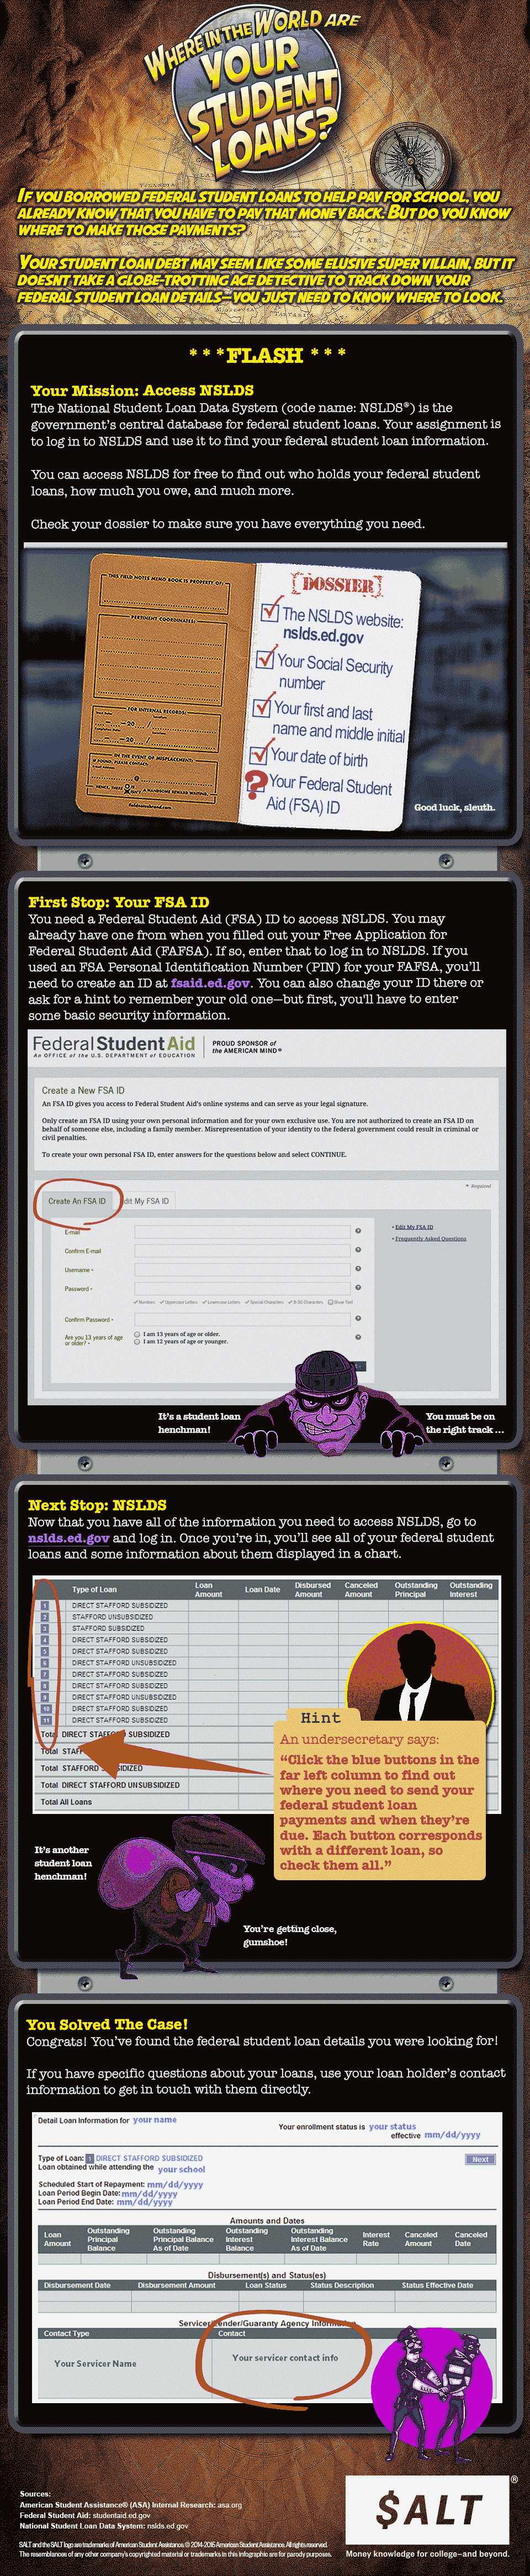 WHERE IN THE WORLD ARE
YOUR
STUDENT
LOANS?
IF YOU BORROWED FEDERAL STUDENT LOANS TO HELP PAY FOR SCHOOL, YOU
ALREADY KNOW THAT YOU HAVE TO PAY THAT MONEY BACK. BUT DO YOU KNOW
WHERE TO MAKE THOSE PAYMENTS?
YOUR STUDENT LOAN DEBT MAY SEEM LIKE SOME ELUSIVE SUPER VILLAIN, BUT IT
DOESNT TAKE A GLOBE-TROTTING ACE DETECTIVE TO TRACK DOWN YOUR
FEDERAL STUDENT LOAN DETAILS—YOU JUST NEED TO KNOW WHERE TO LOOK.
* * * FLASH * * *
Your Mission: Access NSLDS
The National Student Loan Data System (code name: NSLDS®) is the
government's central database for federal student loans. Your assignment is
to log in to NSLDS and use it to find your federal student loan information.
You can access NSLDS for free to find out who holds your federal student
loans, how much you owe, and much more.
Check your dossier to make sure you have everything you need.
THIS FIELD NOTES MEMO BOOK IS PROPERTY OF:
PERTINENT COORDINATES:
FOR INTERNAL RECORDS:
20
20
IN THE EVENT OF MISPLACEMENT:
IF FOUND, PLEASE CONTACT:
@
HENCE, THERE IS ISN'T A HANDSOME REWARD WAITING.
fieldnotesbrand.com
DOSSIER
The NSLDS website:
nslds.ed.gov
Your Social Security
number
Your first and last
name and middle initial
Your date of birth
? Your Federal Student
Aid (FSA) ID
Good luck, sleuth.
First Stop: Your FSA ID
You need a Federal Student Aid (FSA) ID to access NSLDS. You may
already have one from when you filled out your Free Application for
Federal Student Aid (FAFSA). If so, enter that to log in to NSLDS. If you
used an FSA Personal Identification Number (PIN) for your FAFSA, you'll
need to create an ID at fsaid.ed.gov. You can also change your ID there or
ask for a hint to remember your old one—but first, you'll have to enter
some basic security information.
Federal Student Aid
An OFFICE of the U.S. DEPARTMENT of EDUCATION
PROUD SPONSOR of
the AMERICAN MIND®
Create a New FSA ID
An FSA ID gives you access to Federal Student Aid's online systems and can serve as your legal signature.
Only create an FSA ID using your own personal information and for your own exclusive use. You are not authorized to create an FSA ID on
behalf of someone else, including a family member. Misrepresentation of your identity to the federal government could result in criminal or
civil penalties.
To create your own personal FSA ID, enter answers for the questions below and select CONTINUE.
* Required
Create An FSA ID
dit My FSA ID
E-mail
Confirm E-mail
Username
Password
Numbers Uppercase Letters Lowercase Letters Special Characters 8-30 Characters Show Text
Confirm Password
Are you 13 years of age
or older?
I am 13 years of age or older.
I am 12 years of age or younger.
Edit My FSA ID
Frequently Asked Questions
It's a student loan
henchman!
You must be on
the right track ...
Next Stop: NSLDS
Now that you have all of the information you need to access NSLDS, go to
nslds.ed.gov and log in. Once you're in, you'll see all of your federal student
loans and some information about them displayed in a chart.
Type of Loan Loan Amount Loan Date Disbursed Amount Canceled Amount Outstanding Principal Outstanding Interest
1 DIRECT STAFFORD SUBSIDIZED
2 STAFFORD UNSUBSIDIZED
3 STAFFORD SUBSIDIZED
4 DIRECT STAFFORD SUBSIDIZED
5 DIRECT STAFFORD SUBSIDIZED
6 DIRECT STAFFORD UNSUBSIDIZED
7 DIRECT STAFFORD SUBSIDIZED
8 DIRECT STAFFORD SUBSIDIZED
9 DIRECT STAFFORD UNSUBSIDIZED
10 DIRECT STAFFORD SUBSIDIZED
11 DIRECT STAFFORD SUBSIDIZED
Total DIRECT STAFFORD SUBSIDIZED
Total STAFF
Total STAFFORD SUBSIDIZED
Total DIRECT STAFFORD UNSUBSIDIZED
Total All Loans
Hint
An undersecretary says:
"Click the blue buttons in the
far left column to find out
where you need to send your
federal student loan
payments and when they're
due. Each button corresponds
with a different loan, so
check them all."
It's another
student loan
henchman!
You're getting close,
gumshoe!
You Solved The Case!
Congrats! You've found the federal student loan details you were looking for!
If you have specific questions about your loans, use your loan holder's contact
information to get in touch with them directly.
Detail Loan Information for your name
Your enrollment status is your status
effective mm/dd/yyyy
Type of Loan: 1 DIRECT STAFFORD SUBSIDIZED
Next
Loan obtained while attending the your school
Scheduled Start of Repayment: mm/dd/yyyy
Loan Period Begin Date: mm/dd/yyyy
Loan Period End Date: mm/dd/yyyy
Amounts and Dates
Loan Amount Outstanding Principal Balance Outstanding Principal Balance As of Date Outstanding Interest Balance Outstanding Interest Balance As of Date Interest Rate Canceled Amount Canceled Date
Disbursement(s) and Status(es)
Disbursement Date Disbursement Amount Loan Status Status Description Status Effective Date
Servicer/Lender/Guaranty Agency Information
Contact Type Contact
Your Servicer Name
Your servicer contact info
Sources:
American Student Assistance® (ASA) Internal Research: asa.org
Federal Student Aid: studentaid.ed.gov
National Student Loan Data System: nslds.ed.gov
SALT and the SALT logo are trademarks of American Student Assistance. © 2014-2015 American Student Assistance. All rights reserved.
The resemblances of any other company's copyrighted material or trademarks in this infographic are for parody purposes.
$ALT®
Money knowledge for college—and beyond.